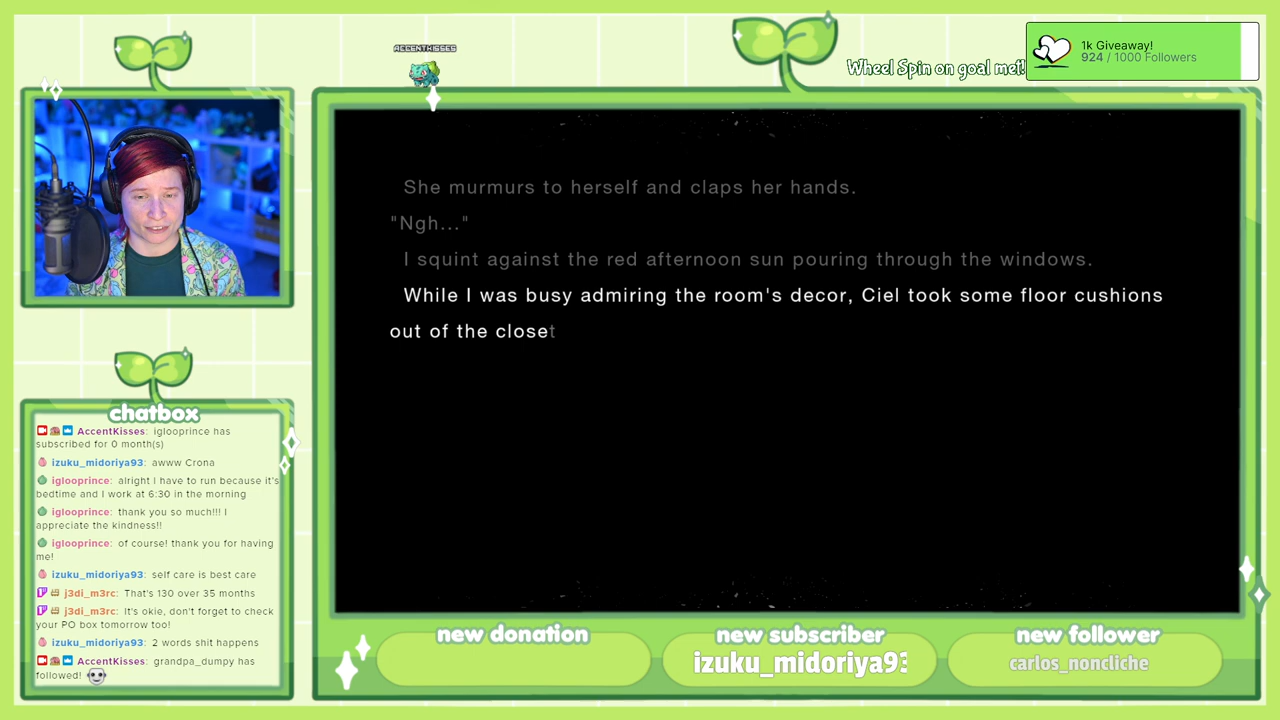 ACCENTKISSES
Wheel Spin on goal met!
1k Giveaway!
924 / 1000 Followers
She murmurs to herself and claps her hands.
"Ngh..."
I squint against the red afternoon sun pouring through the windows.
While I was busy admiring the room's decor, Ciel took some floor cushions
out of the closet
chatbox
AccentKisses: iglooprince has
subscribed for 0 month(s)
izuku_midoriya93: awww Crona
iglooprince: alright I have to run because it's
bedtime and I work at 6:30 in the morning
iglooprince: thank you so much!!! I
appreciate the kindness!!
iglooprince: of course! thank you for having
me!
izuku_midoriya93: self care is best care
j3di_m3rc: That's 130 over 35 months
j3di_m3rc: It's okie, don't forget to check
your PO box tomorrow too!
izuku_midoriya93: 2 words shit happens
AccentKisses: grandpa_dumpy has
followed!
new donation
new subscriber
izuku_midoriya93
new follower
carlos_noncliche